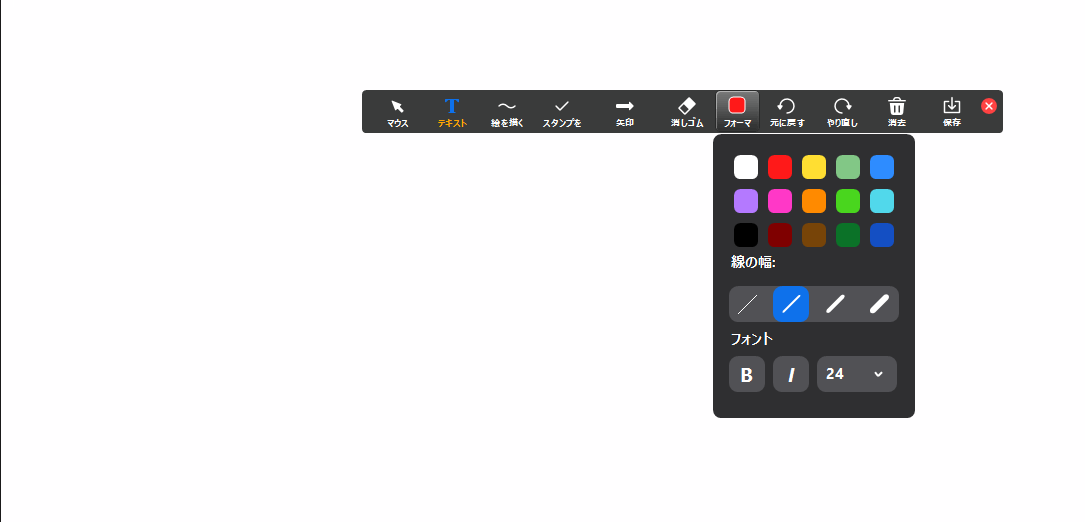 マウス テキスト 絵を描く スタンプを 矢印 消しゴム フォーマ 元に戻す やり直し 消去 保存
線の幅:
フォント
B I 24